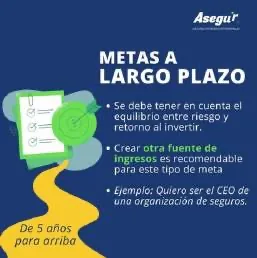 Asegur
METAS A
LARGO PLAZO
• Se debe tener en cuenta el
equilibrio entre riesgo y
retorno al invertir.
• Crear otra fuente de
ingresos es recomendable
para este tipo de meta
• Ejemplo: Quiero ser el CEO de
una organización de seguros.
De 5 años
para arriba